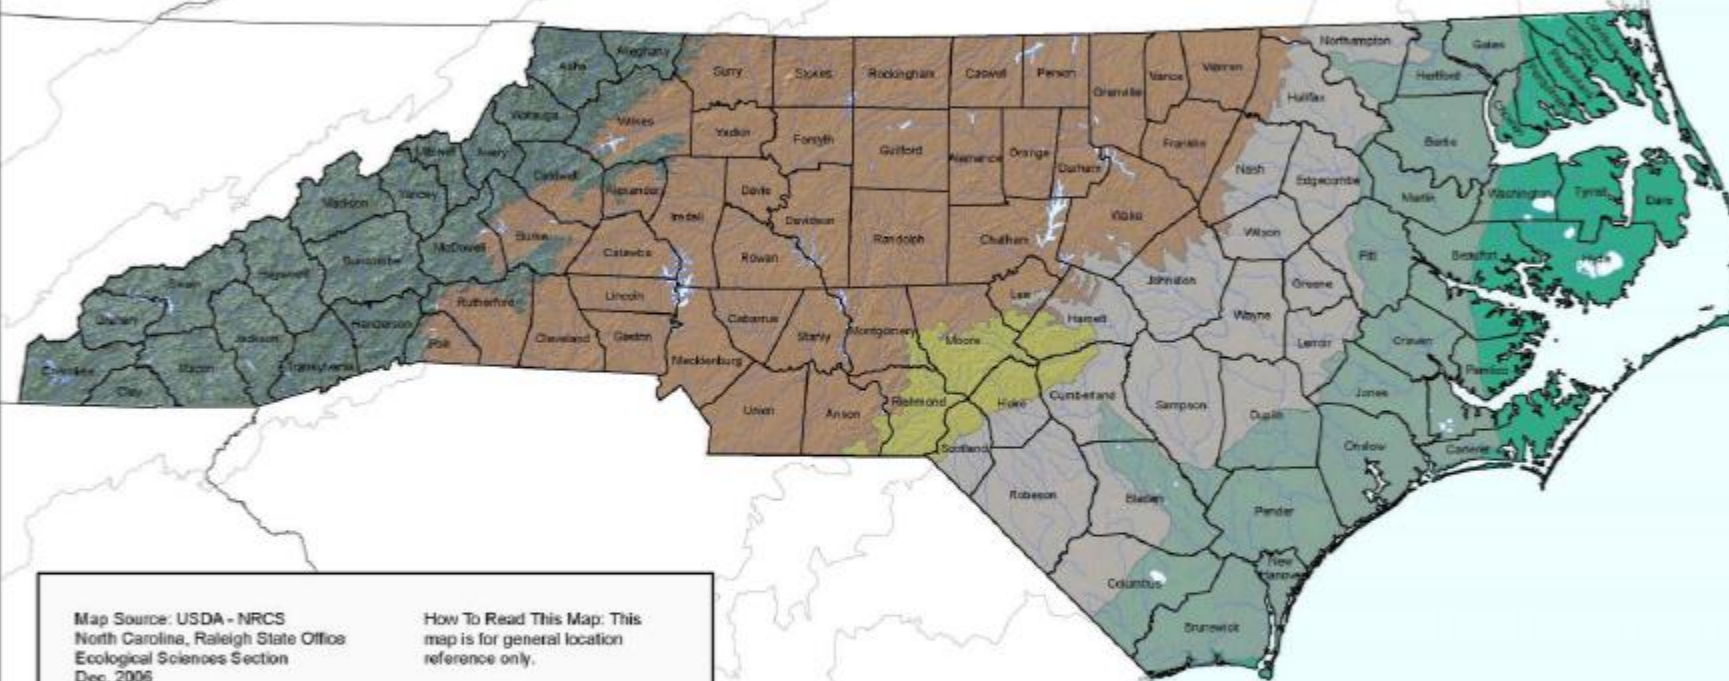 Northampton
Gates
Alleghany
Ashe
Surry
Stokes
Rockingham
Caswell
Person
Vance
Warren
Hertford
Granville
Halifax
Watauga
Wilkes
Yadkin
Forsyth
Guilford
Alamance
Orange
Durham
Franklin
Bertie
Mitchell
Avery
Caldwell
Alexander
Davie
Nash
Edgecombe
Madison
Yancey
Iredell
Davidson
Wake
Martin
Washington
Tyrrell
Dare
McDowell
Burke
Catawba
Rowan
Randolph
Chatham
Wilson
Pitt
Beaufort
Hyde
Haywood
Buncombe
Swain
Johnston
Greene
Rutherford
Lincoln
Lee
Graham
Henderson
Cabarrus
Stanly
Montgomery
Harnett
Wayne
Jackson
Polk
Cleveland
Gaston
Mecklenburg
Moore
Lenoir
Craven
Cherokee
Macon
Transylvania
Pamlico
Clay
Union
Anson
Richmond
Hoke
Cumberland
Sampson
Duplin
Jones
Scotland
Onslow
Carteret
Robeson
Bladen
Pender
Columbus
New
Hanover
Brunswick
Map Source: USDA - NRCS
North Carolina, Raleigh State Office
Ecological Sciences Section
Dec. 2006
How To Read This Map: This
map is for general location
reference only.